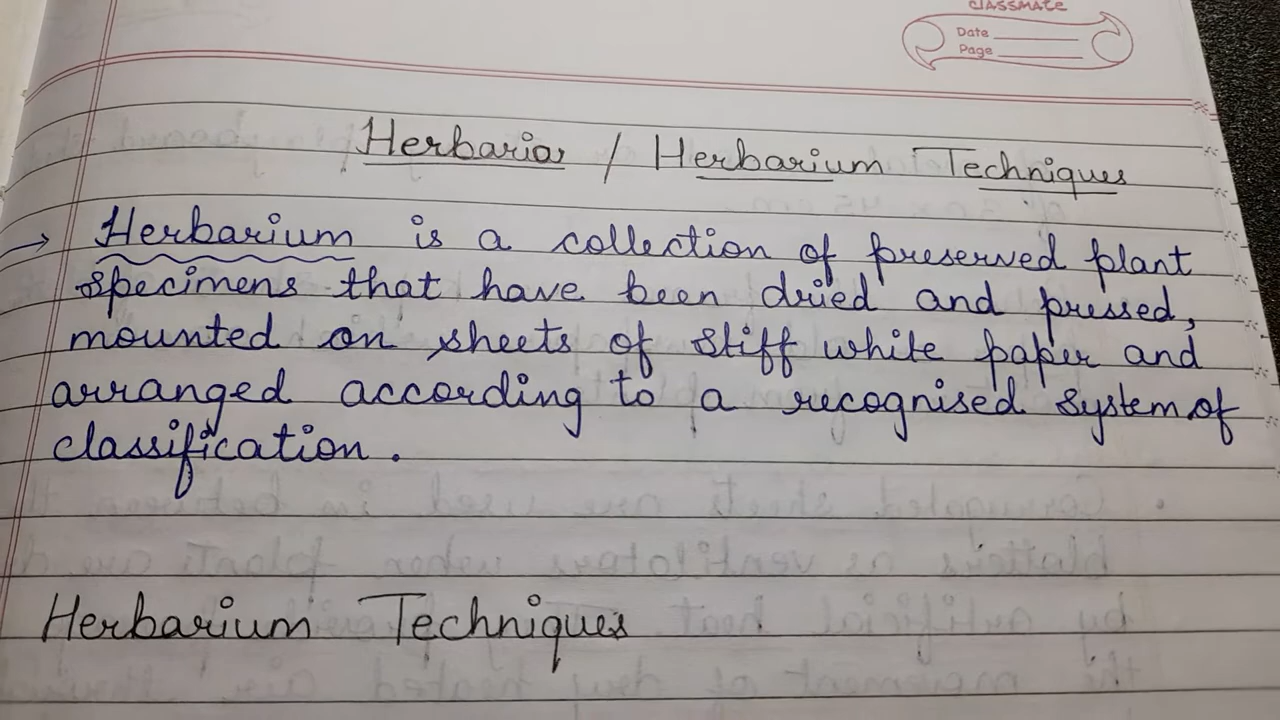 CLASSMATE
Date
Page
Herbaria / Herbarium Techniques
→ Herbarium is a collection of preserved plant
specimens that have been dried and pressed,
mounted on sheets of stiff white paper and
arranged according to a recognised system of
classification.
Herbarium Techniques